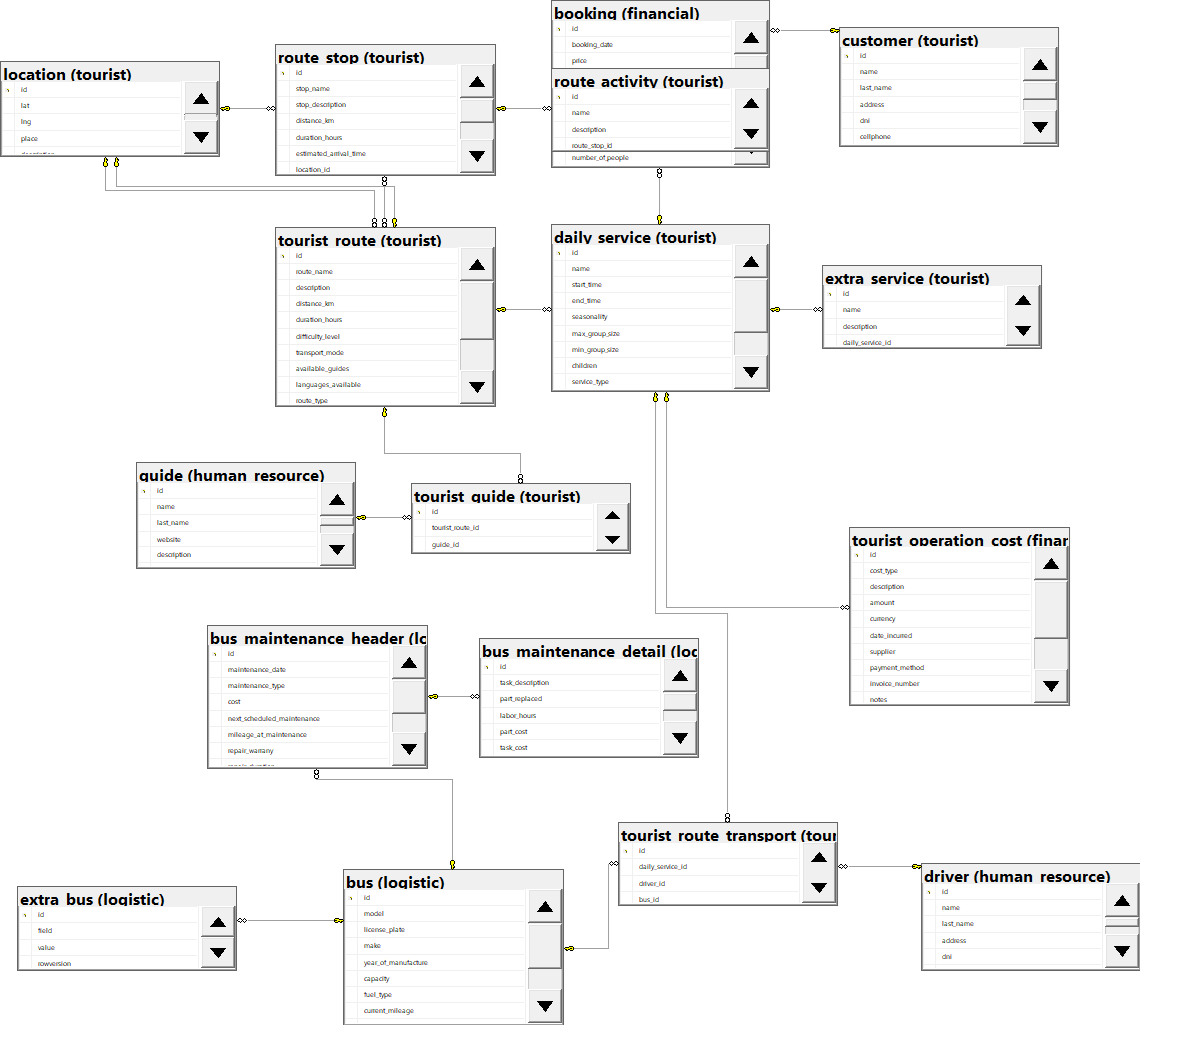 booking (financial)
id
booking_date
price
route_activity (tourist)
id
name
description
route_stop_id
number_of_people
customer (tourist)
id
name
last_name
address
dni
cellphone
route_stop (tourist)
id
stop_name
stop_description
distance_km
duration_hours
estimated_arrival_time
location_id
location (tourist)
id
lat
lng
place
tourist_route (tourist)
id
route_name
description
distance_km
duration_hours
difficulty_level
transport_mode
available_guides
languages_available
route_type
daily_service (tourist)
id
name
start_time
end_time
seasonality
max_group_size
min_group_size
children
service_type
extra_service (tourist)
id
name
description
daily_service_id
guide (human_resource)
id
name
last_name
website
description
tourist_guide (tourist)
id
tourist_route_id
guide_id
tourist_operation_cost (finan
id
cost_type
description
amount
currency
date_incurred
supplier
payment_method
invoice_number
notes
bus_maintenance_header (lo
id
maintenance_date
maintenance_type
cost
next_scheduled_maintenance
mileage_at_maintenance
repair_warrany
bus_maintenance_detail (log
id
task_description
part_replaced
labor_hours
part_cost
task_cost
tourist_route_transport (tour
id
daily_service_id
driver_id
bus_id
driver (human_resource)
id
name
last_name
address
dni
bus (logistic)
id
model
license_plate
make
year_of_manufacture
capacity
fuel_type
current_mileage
extra_bus (logistic)
id
field
value
rowversion